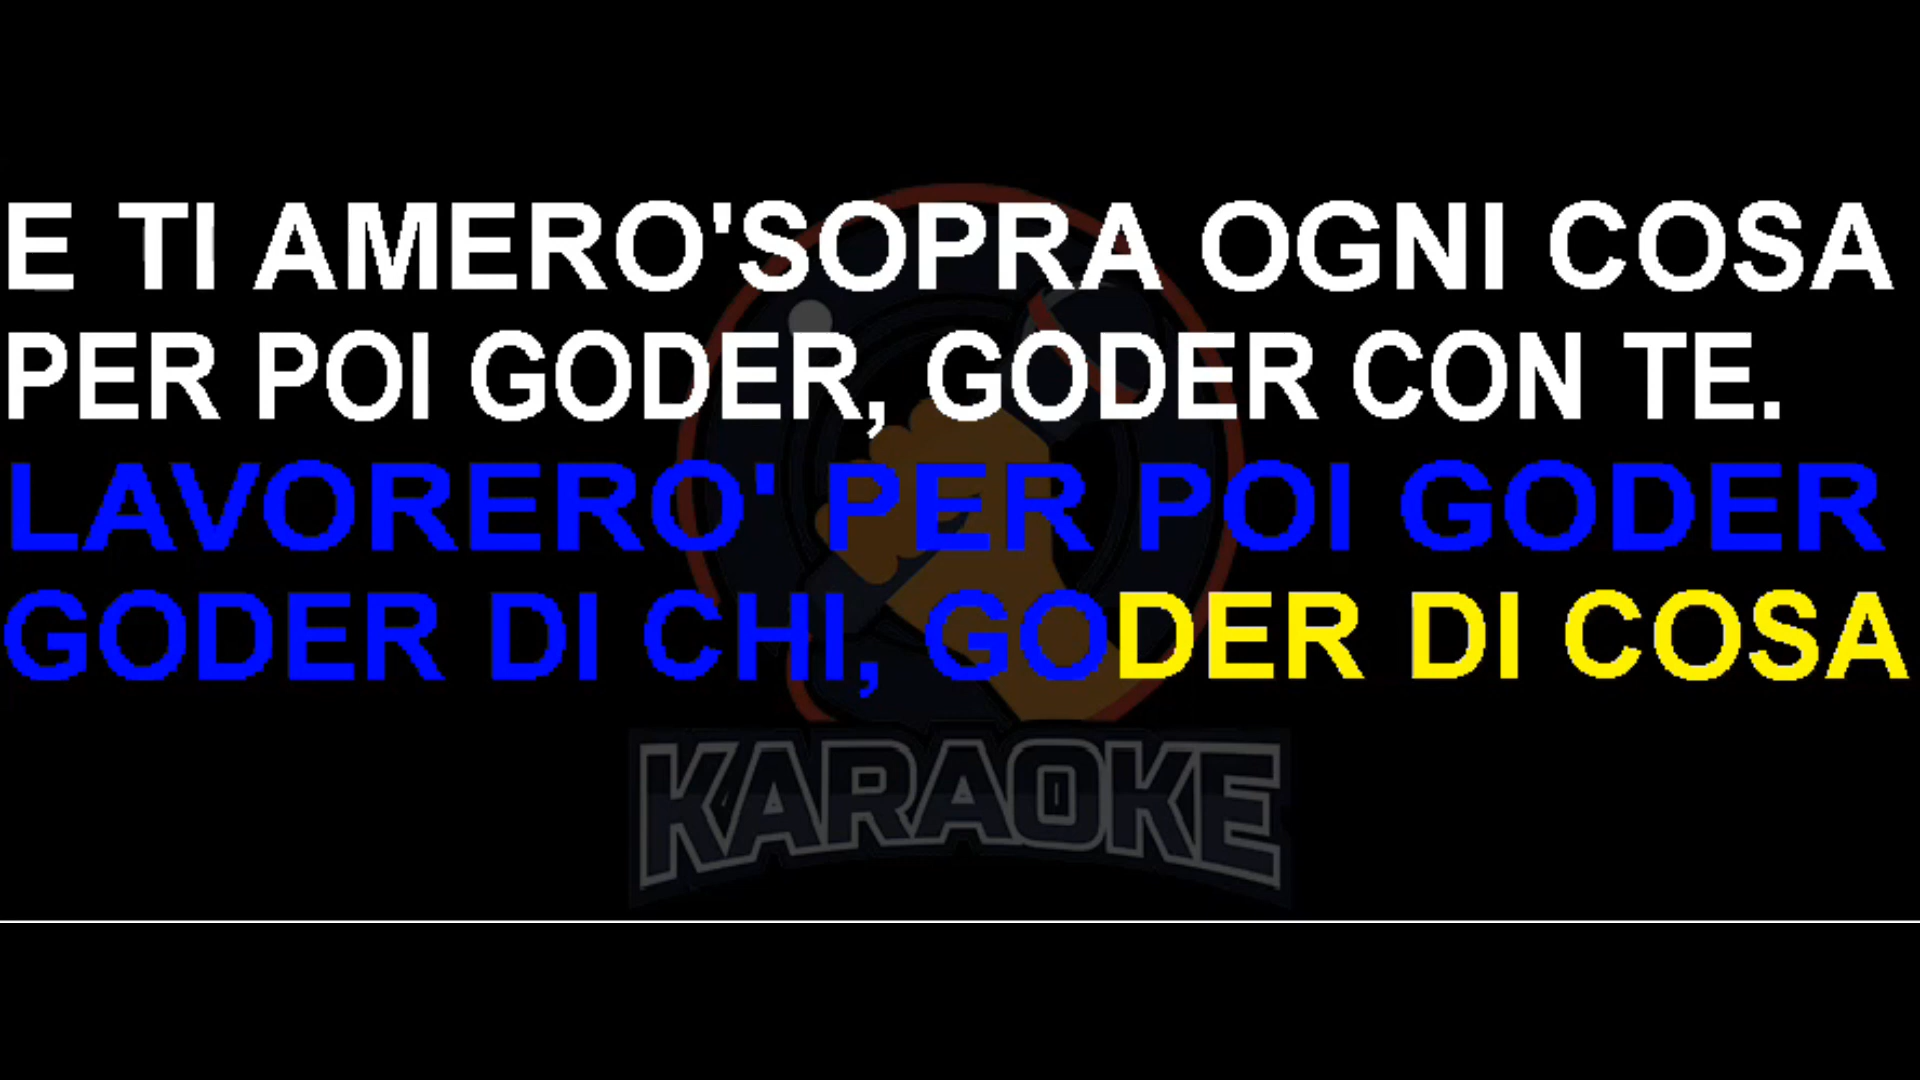 E TI AMERO'SOPRA OGNI COSA
PER POI GODER, GODER CON TE.
LAVORERO' PER POI GODER
GODER DI CHI, GODER DI COSA
KARAOKE